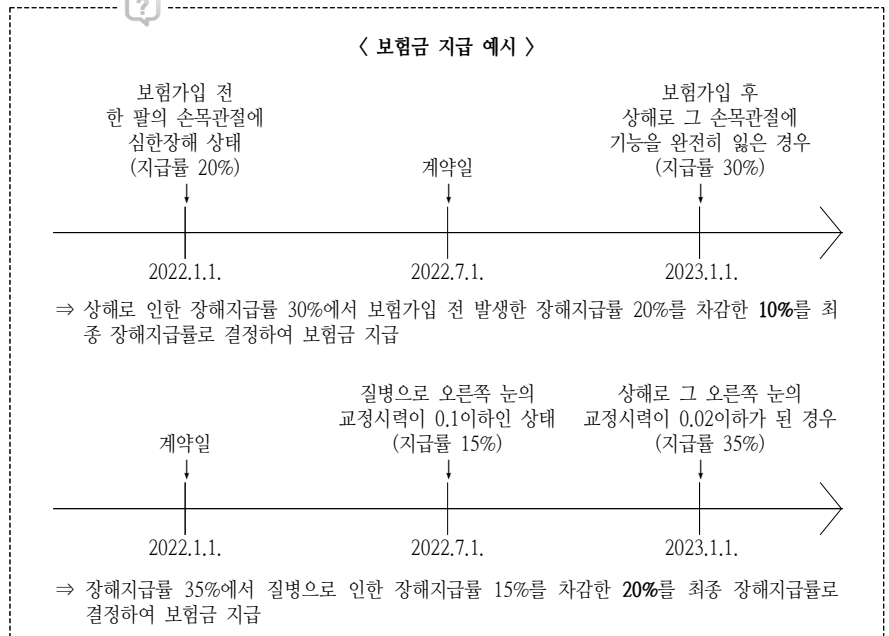 ?
〈 보험금 지급 예시 〉
보험가입 전
한 팔의 손목관절에
심한장해 상태
(지급률 20%)
계약일
보험가입 후
상해로 그 손목관절에
기능을 완전히 잃은 경우
(지급률 30%)
2022.1.1.
2022.7.1.
2023.1.1.
⇒ 상해로 인한 장해지급률 30%에서 보험가입 전 발생한 장해지급률 20%를 차감한 10%를 최
종 장해지급률로 결정하여 보험금 지급
계약일
질병으로 오른쪽 눈의
교정시력이 0.1이하인 상태
(지급률 15%)
상해로 그 오른쪽 눈의
교정시력이 0.02이하가 된 경우
(지급률 35%)
2022.1.1.
2022.7.1.
2023.1.1.
⇒ 장해지급률 35%에서 질병으로 인한 장해지급률 15%를 차감한 20%를 최종 장해지급률로
결정하여 보험금 지급